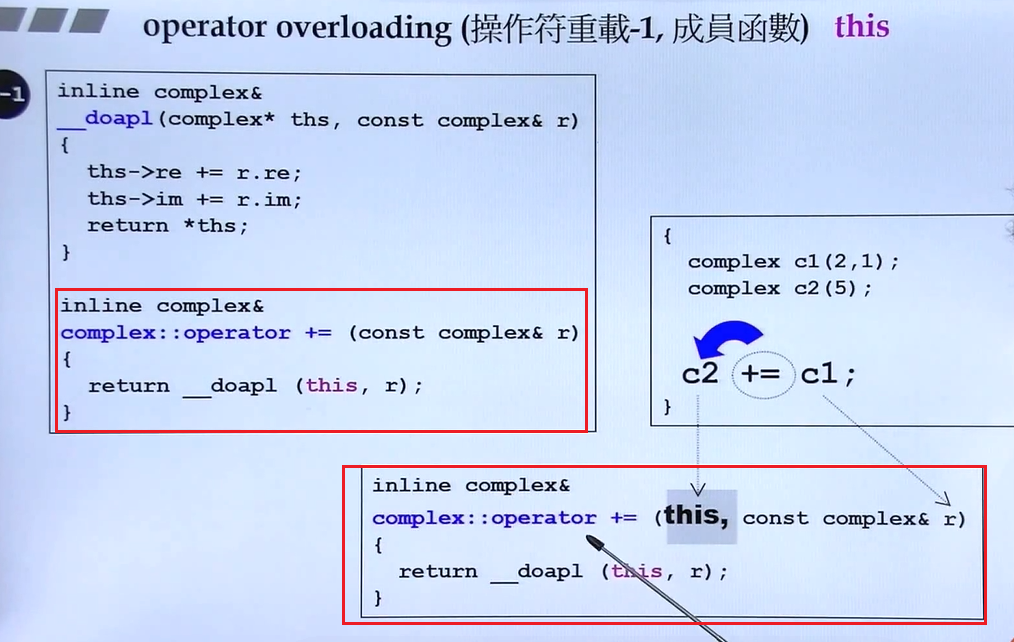 operator overloading (操作符重載-1, 成員函數) this
-1
inline complex&
__doapl(complex* ths, const complex& r)
{
ths->re += r.re;
ths->im += r.im;
return *ths;
}
inline complex&
complex::operator += (const complex& r)
{
return __doapl (this, r);
}
{
complex c1(2,1);
complex c2(5);
c2 += c1;
}
inline complex&
complex::operator += (this, const complex& r)
{
return __doapl (this, r);
}